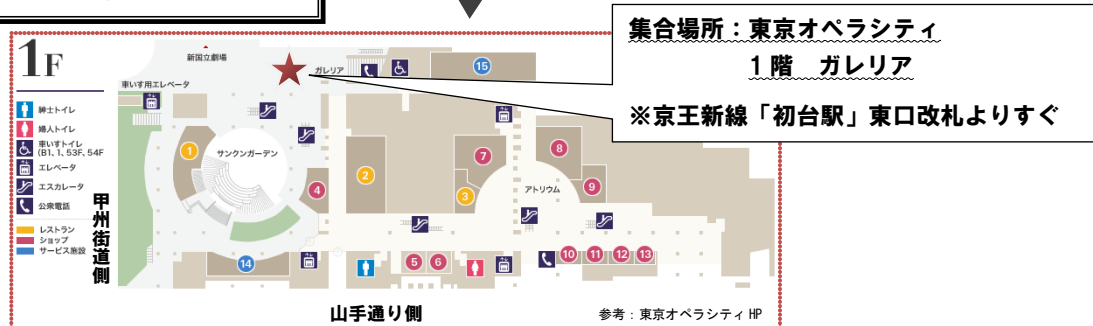 集合場所：東京オペラシティ
1階　ガレリア
※京王新線「初台駅」東口改札よりすぐ
1F
新国立劇場
ガレリア
15
車いす用エレベータ
紳士トイレ
婦人トイレ
車いすトイレ
(B1、1、53F、54F
エレベータ
エスカレータ
公衆電話
レストラン
ショップ
サービス施設
甲州街道側
1
サンクンガーデン
2
7
8
3
4
9
アトリウム
14
5
6
10
11
12
13
山手通り側
参考：東京オペラシティHP